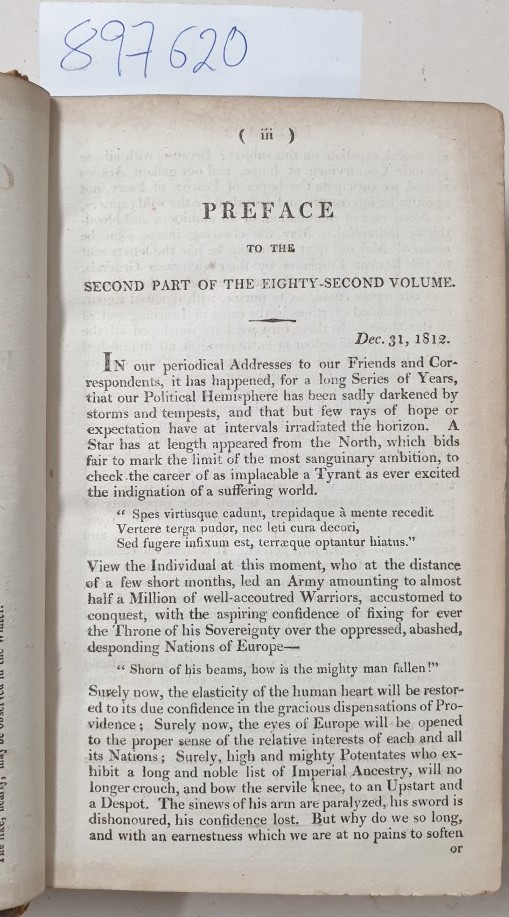 897620
( iii )
PREFACE
TO THE
SECOND PART OF THE EIGHTY-SECOND VOLUME.
Dec. 31, 1812.
IN our periodical Addresses to our Friends and Cor-
respondents, it has happened, for a long Series of Years,
that our Political Hemisphere has been sadly darkened by
storms and tempests, and that but few rays of hope or
expectation have at intervals irradiated the horizon. A
Star has at length appeared from the North, which bids
fair to mark the limit of the most sanguinary ambition, to
check the career of as implacable a Tyrant as ever excited
the indignation of a suffering world.
“ Spes virtusque cadunt, trepidaque à mente recedit
Vertere terga pudor, nec leti cura decori,
Sed fugere infixum est, terræque optantur hiatus.”
View the Individual at this moment, who at the distance
of a few short months, led an Army amounting to almost
half a Million of well-accoutred Warriors, accustomed to
conquest, with the aspiring confidence of fixing for ever
the Throne of his Sovereignty over the oppressed, abashed,
desponding Nations of Europe—
“ Shorn of his beams, how is the mighty man fallen!”
Surely now, the elasticity of the human heart will be restor-
ed to its due confidence in the gracious dispensations of Pro-
vidence; Surely now, the eyes of Europe will be opened
to the proper sense of the relative interests of each and all
its Nations; Surely, high and mighty Potentates who ex-
hibit a long and noble list of Imperial Ancestry, will no
longer crouch, and bow the servile knee, to an Upstart and
a Despot. The sinews of his arm are paralyzed, his sword is
dishonoured, his confidence lost. But why do we so long,
and with an earnestness which we are at no pains to soften
or
may be observed in the Winter.